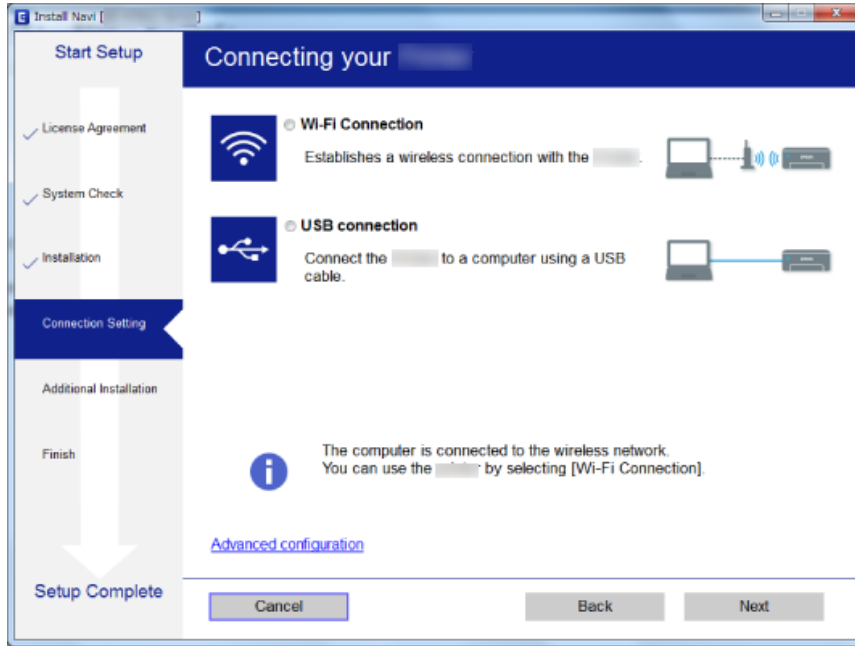 Install Navi [ ]
Start Setup
Connecting your
License Agreement
System Check
Installation
Connection Setting
Additional Installation
Finish
Setup Complete
Wi-Fi Connection
Establishes a wireless connection with the .
USB connection
Connect the to a computer using a USB
cable.
The computer is connected to the wireless network.
You can use the by selecting [Wi-Fi Connection].
Advanced configuration
Cancel
Back
Next